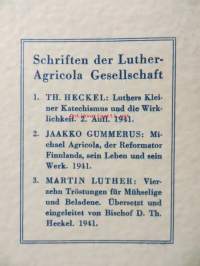 Schriften der Luther-
Agricola Gesellschaft
1. TH. HECKEL: Luthers Klei-
ner Katechismus und die Wirk-
lichkeit. 2. Aufl. 1941.
2. JAAKKO GUMMERUS: Mi-
chael Agricola, der Reformator
Finnlands, sein Leben und sein
Werk. 1941.
3. MARTIN LUTHER: Vier-
zehn Tröstungen für Mühselige
und Beladene. Übersetzt und
eingeleitet von Bischof D. Th.
Heckel. 1941.